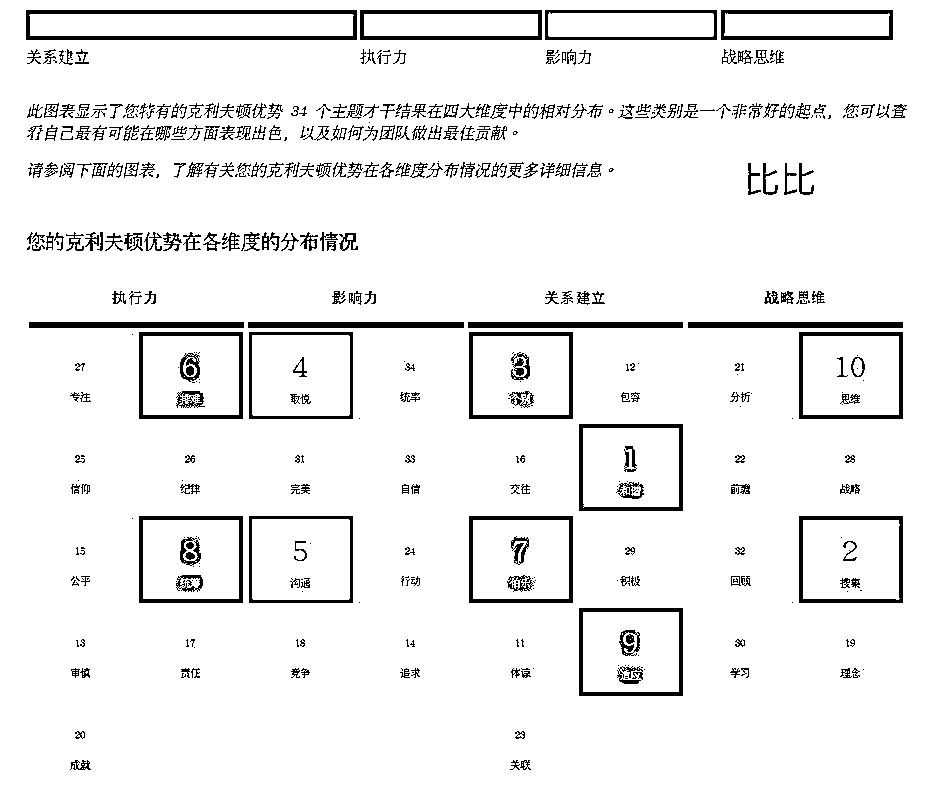 关系建立 执行力 影响力 战略思维
此图表显示了您特有的克利夫顿优势 34 个主题才干结果在四大维度中的相对分布。这些类别是一个非常好的起点，您可以查
看自己最有可能在哪些方面表现出色，以及如何为团队做出最佳贡献。
请参阅下面的图表，了解有关您的克利夫顿优势在各维度分布情况的更多详细信息。
比比
您的克利夫顿优势在各维度的分布情况
执行力 影响力 关系建立 战略思维
27 6 4 34 3 12 21 10
专注 排难 取悦 统率 个别 包容 分析 思维
25 26 31 33 16 1 22 28
信仰 纪律 完美 自信 交往 和谐 前瞻 战略
15 8 5 24 7 29 32 2
公平 统筹 沟通 行动 积极 回顾 搜集
13 17 18 14 11 9 30 19
审慎 责任 竞争 追求 体谅 适应 学习 理念
20 23
成就 关联